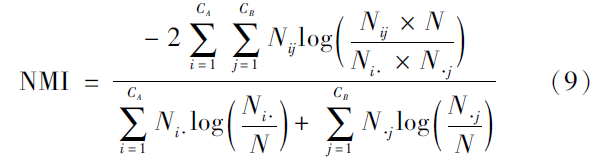 NMI = \frac{-2\sum_{i=1}^{C_A}\sum_{j=1}^{C_B} N_{ij}\log\left(\frac{N_{ij} \times N}{N_{i\cdot} \times N_{\cdot j}}\right)}{\sum_{i=1}^{C_A} N_{i\cdot}\log\left(\frac{N_{i\cdot}}{N}\right) + \sum_{j=1}^{C_B} N_{\cdot j}\log\left(\frac{N_{\cdot j}}{N}\right)} (9)